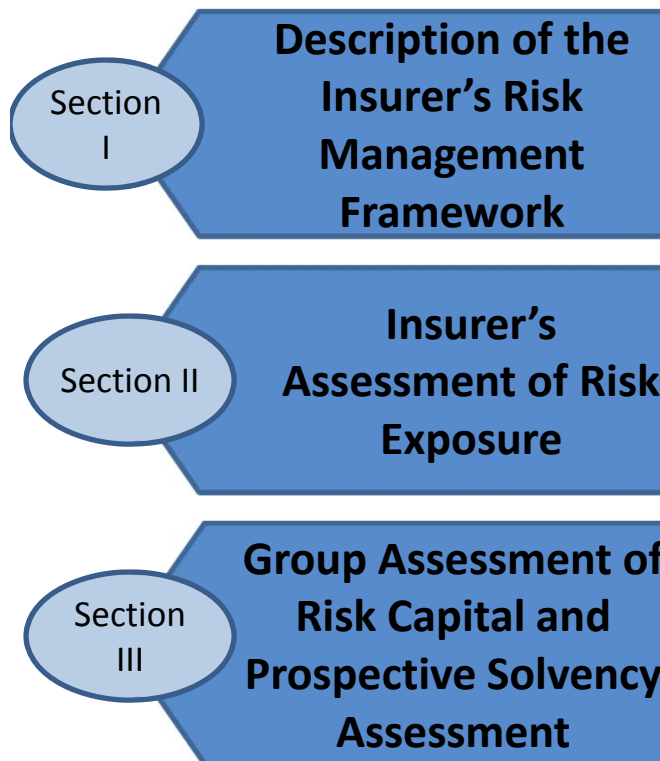 Section
I
Description of the
Insurer’s Risk
Management
Framework
Section II
Insurer’s
Assessment of Risk
Exposure
Section
III
Group Assessment of
Risk Capital and
Prospective Solvency
Assessment